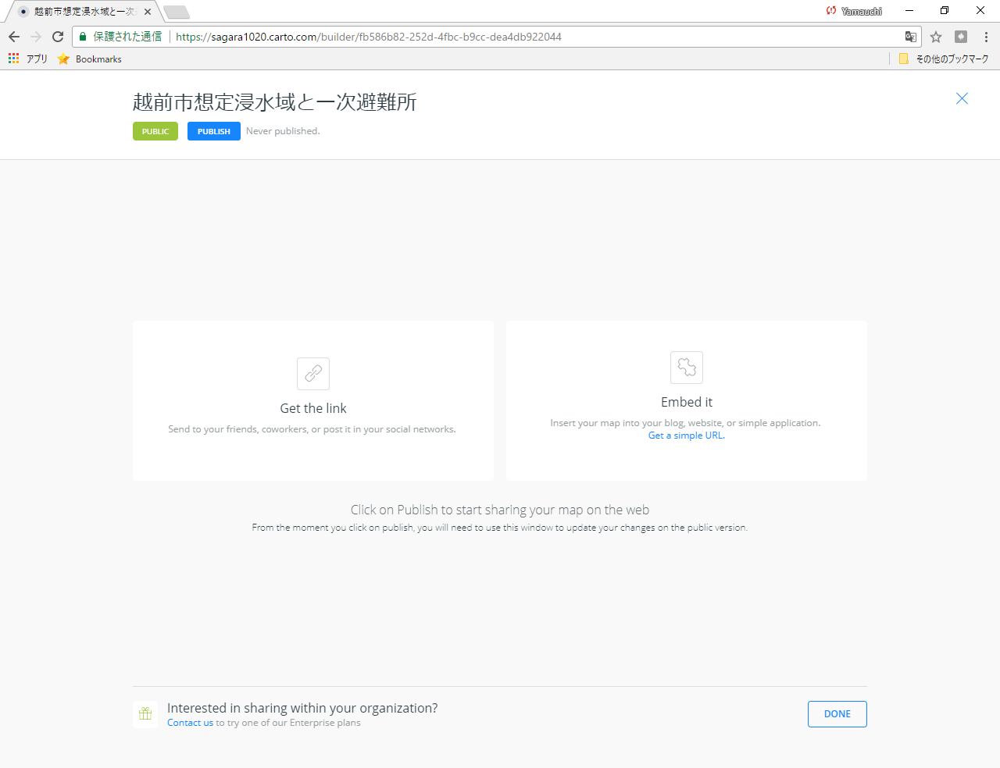 越前市想定浸水域と一次
Yamauchi
保護された通信
https://sagara1020.carto.com/builder/fb586b82-252d-4fbc-b9cc-dea4db922044
アプリ
Bookmarks
その他のブックマーク
越前市想定浸水域と一次避難所
PUBLIC
PUBLISH
Never published.
Get the link
Send to your friends, coworkers, or post it in your social networks.
Embed it
Insert your map into your blog, website, or simple application.
Get a simple URL.
Click on Publish to start sharing your map on the web
From the moment you click on publish, you will need to use this window to update your changes on the public version.
Interested in sharing within your organization?
Contact us to try one of our Enterprise plans
DONE